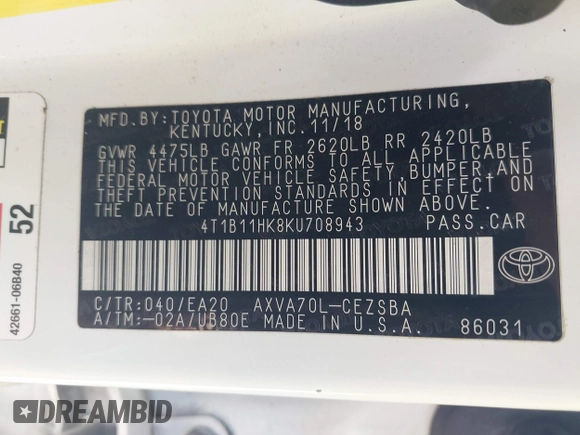 MFD.BY:TOYOTA MOTOR MANUFACTURING,
KENTUCKY,INC.11/18
GVWR 4475LB GAWR FR 2620LB RR 2420LB
THIS VEHICLE CONFORMS TO ALL APPLICABLE
FEDERAL MOTOR VEHICLE SAFETY,BUMPER,AND
THEFT PREVENTION STANDARDS IN EFFECT ON
THE DATE OF MANUFACTURE SHOWN ABOVE.
4T1B11HK8KU708943 PASS.CAR
C/TR:040/EA20 AXVA70L-CEZSBA
A/TM:-02A/UB80E MADE IN U.S.A. 86031
52
42661-06B40
DREAMBID